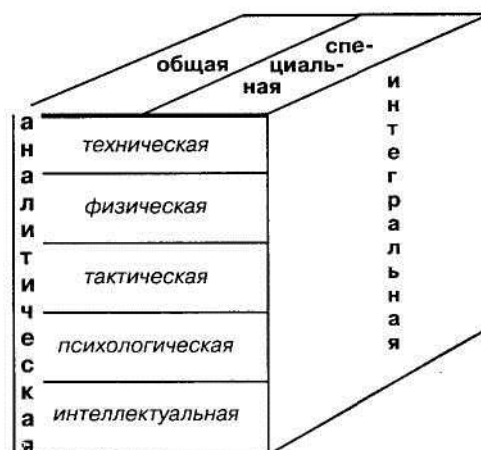 общая
спе-
циаль-
ная
аналитическая
техническая
физическая
тактическая
психологическая
интеллектуальная
интегральная